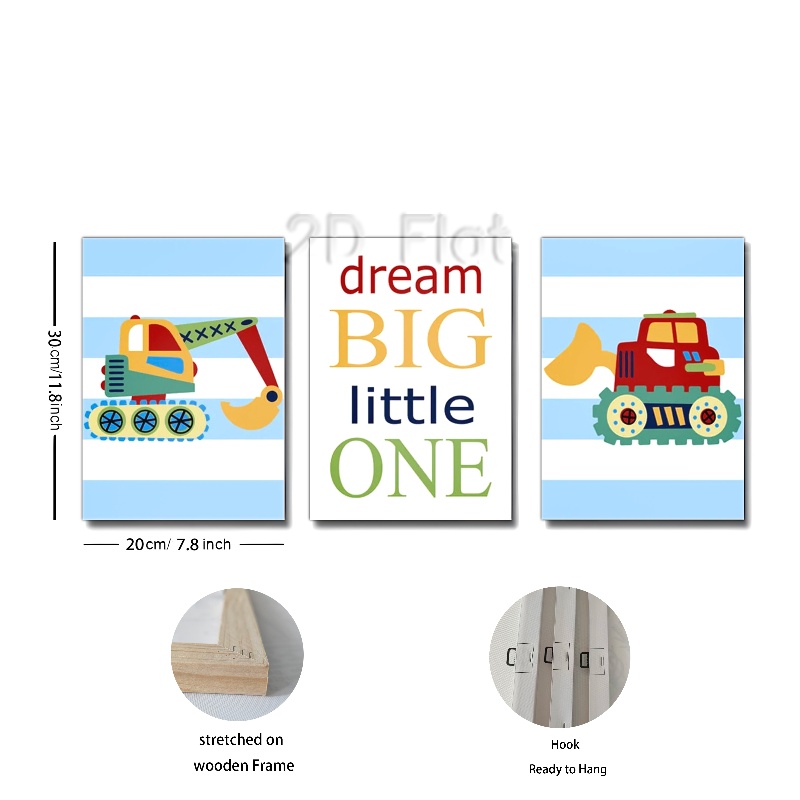 2D Flat
dream
BIG
little
ONE
30cm/11.8inch
20cm/ 7.8 inch
stretched on
wooden Frame
Hook
Ready to Hang